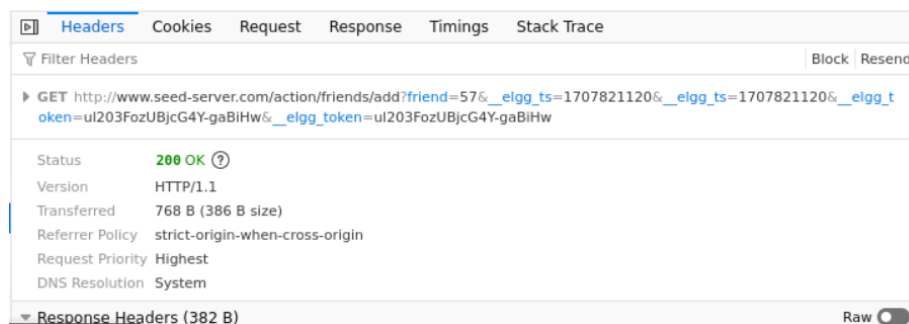 Headers Cookies Request Response Timings Stack Trace
Filter Headers Block Resend
GET http://www.seed-server.com/action/friends/add?friend=57&__elgg_ts=1707821120&__elgg_ts=1707821120&__elgg_t
oken=ul203FozUBjcG4Y-gaBiHw&__elgg_token=ul203FozUBjcG4Y-gaBiHw
Status 200 OK ?
Version HTTP/1.1
Transferred 768 B (386 B size)
Referrer Policy strict-origin-when-cross-origin
Request Priority Highest
DNS Resolution System
Response Headers (382 B) Raw